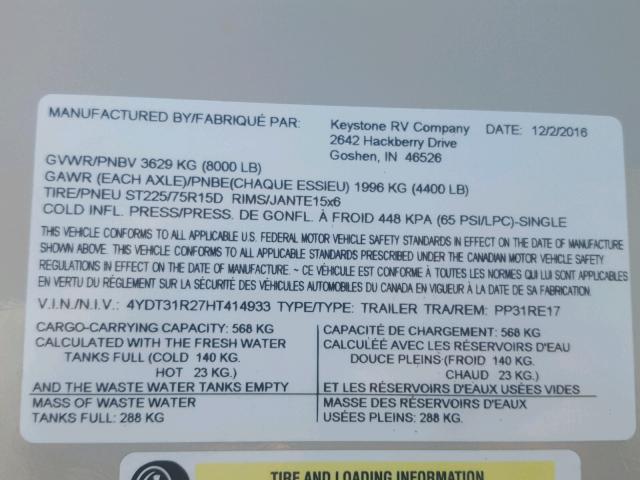 MANUFACTURED BY/FABRIQUÉ PAR: Keystone RV Company DATE: 12/2/2016
2642 Hackberry Drive
Goshen, IN 46526
GVWR/PNBV 3629 KG (8000 LB)
GAWR (EACH AXLE)/PNBE(CHAQUE ESSIEU) 1996 KG (4400 LB)
TIRE/PNEU ST225/75R15D RIMS/JANTE15x6
COLD INFL. PRESS/PRESS. DE GONFL. À FROID 448 KPA (65 PSI/LPC)-SINGLE
THIS VEHICLE CONFORMS TO ALL APPLICABLE U.S. FEDERAL MOTOR VEHICLE SAFETY STANDARDS IN EFFECT ON THE DATE OF MANUFACTURE
SHOWN ABOVE. THIS VEHICLE CONFORMS TO ALL APPLICABLE STANDARDS PRESCRIBED UNDER THE CANADIAN MOTOR VEHICLE SAFETY
REGULATIONS IN EFFECT ON THE DATE OF MANUFACTURE. ~ CE VÉHICULE EST CONFORME À TOUTES LES NORMES QUI LUI SONT APPLICABLES
EN VERTU DU RÈGLEMENT SUR LA SÉCURITÉ DES VÉHICULES AUTOMOBILES DU CANADA EN VIGUEUR À LA DATE DE SA FABRICATION.
V.I.N./N.I.V.: 4YDT31R27HT414933 TYPE/TYPE: TRAILER TRA/REM: PP31RE17
CARGO-CARRYING CAPACITY: 568 KG
CALCULATED WITH THE FRESH WATER
TANKS FULL (COLD 140 KG.
HOT 23 KG.)
AND THE WASTE WATER TANKS EMPTY
MASS OF WASTE WATER
TANKS FULL: 288 KG
CAPACITÉ DE CHARGEMENT: 568 KG
CALCULÉE AVEC LES RÉSERVOIRS D'EAU
DOUCE PLEINS (FROID 140 KG.
CHAUD 23 KG.)
ET LES RÉSERVOIRS D'EAUX USÉES VIDES
MASSE DES RÉSERVOIRS D'EAUX
USÉES PLEINS: 288 KG.
TIRE AND LOADING INFORMATION